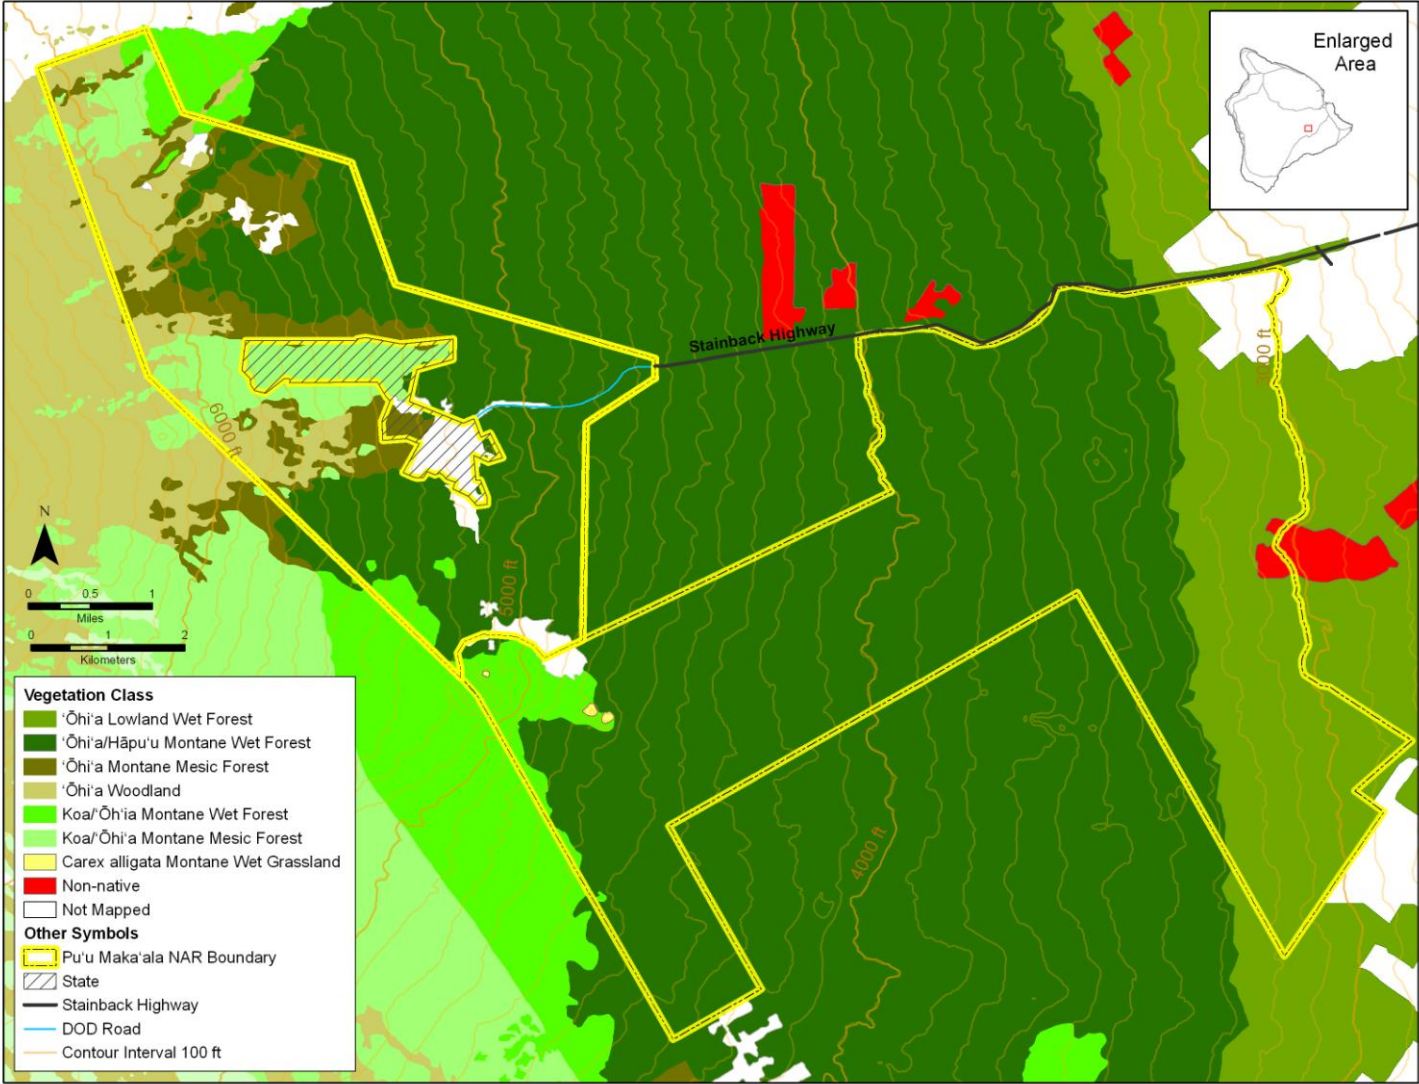 Enlarged
Area
Stainback Highway
3000 ft
6000 ft
N
0 0.5 1
Miles
0 1 2
Kilometers
5000 ft
4000 ft
Vegetation Class
ʻŌhiʻa Lowland Wet Forest
ʻŌhiʻa/Hāpuʻu Montane Wet Forest
ʻŌhiʻa Montane Mesic Forest
ʻŌhiʻa Woodland
Koa/ʻŌhʻia Montane Wet Forest
Koa/ʻŌhiʻa Montane Mesic Forest
Carex alligata Montane Wet Grassland
Non-native
Not Mapped
Other Symbols
Puʻu Makaʻala NAR Boundary
State
Stainback Highway
DOD Road
Contour Interval 100 ft